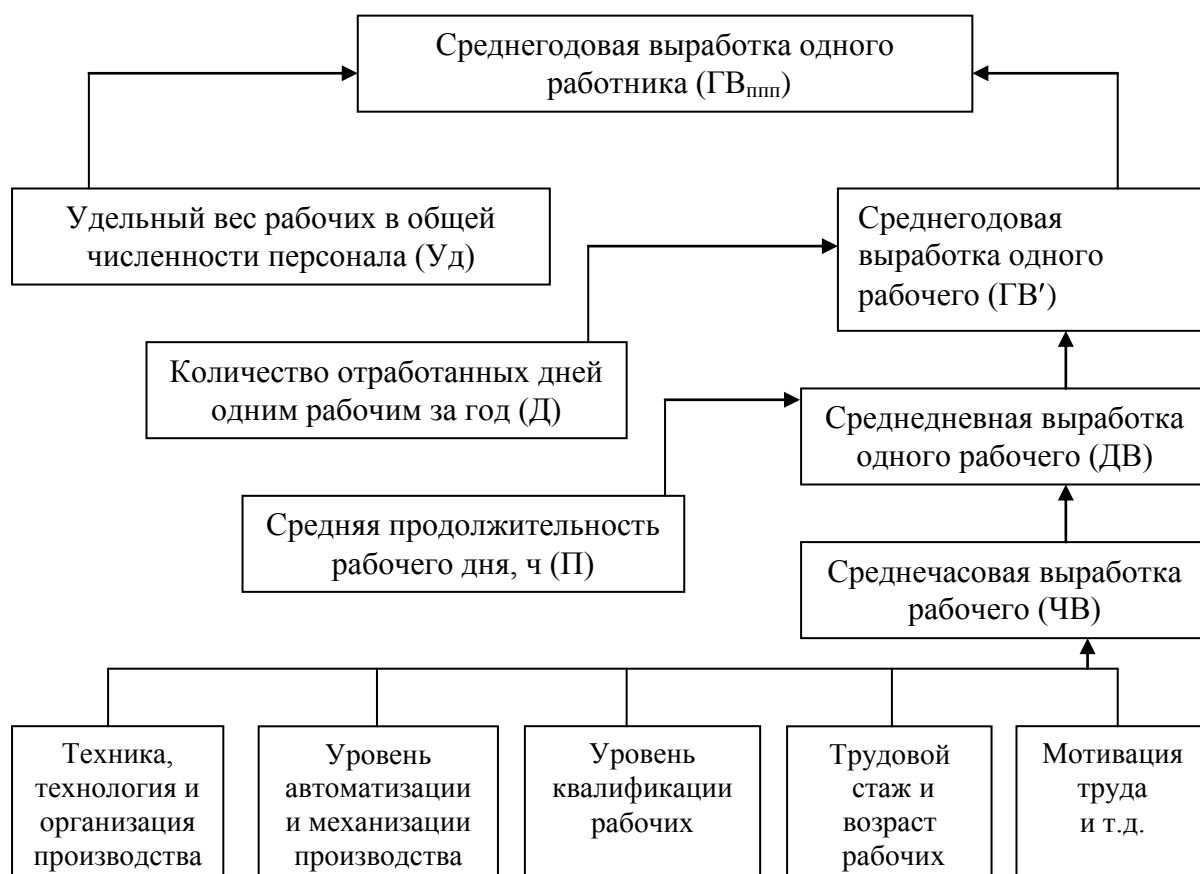 Среднегодовая выработка одного
работника (ГВппп)
Удельный вес рабочих в общей
численности персонала (Уд)
Среднегодовая
выработка одного
рабочего (ГВ′)
Количество отработанных дней
одним рабочим за год (Д)
Среднедневная выработка
одного рабочего (ДВ)
Средняя продолжительность
рабочего дня, ч (П)
Среднечасовая выработка
рабочего (ЧВ)
Техника,
технология и
организация
производства
Уровень
автоматизации
и механизации
производства
Уровень
квалификации
рабочих
Трудовой
стаж и
возраст
рабочих
Мотивация
труда
и т.д.